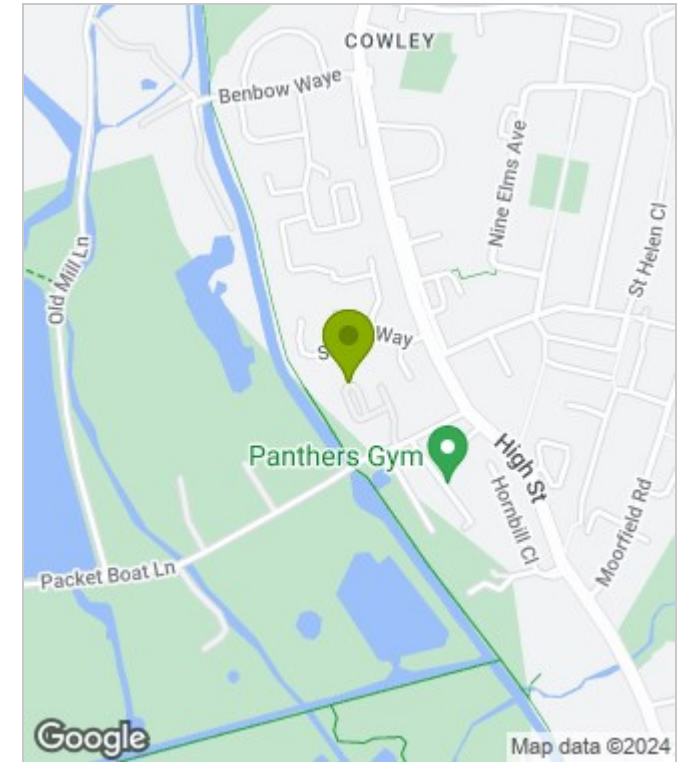 COWLEY
Benbow Waye
Nine Elms Ave
St Helen Cl
Old Mill Ln
S
Way
Panthers Gym
High St
Hornbill Cl
Moorfield Rd
Packet Boat Ln
Google
Map data ©2024